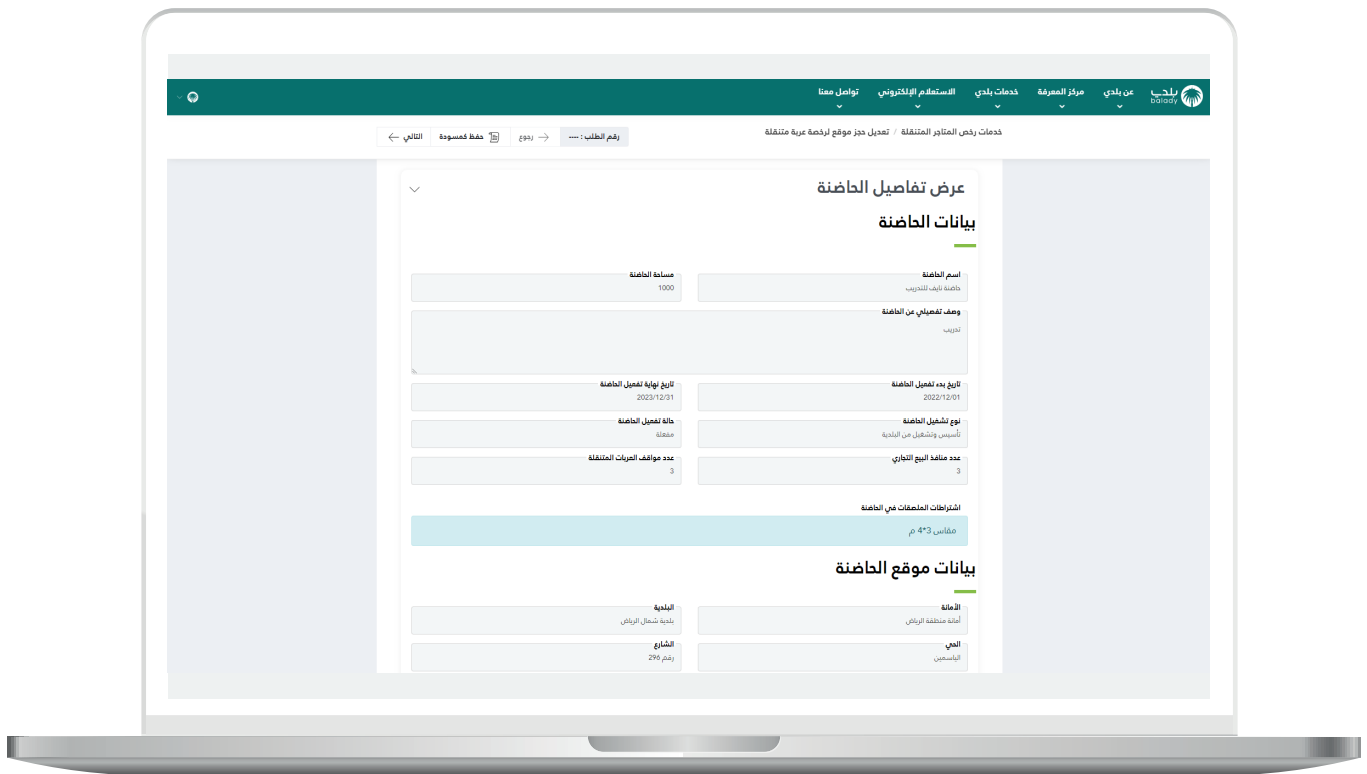 بلدي
balady
عن بلدي
مركز المعرفة
خدمات بلدي
الاستعلام الإلكتروني
تواصل معنا
خدمات رخص المتاجر المتنقلة / تعديل حجز موقع لرخصة عربة متنقلة
رقم الطلب : ----
رجوع
حفظ كمسودة
التالي
عرض تفاصيل الحاضنة
بيانات الحاضنة
اسم الحاضنة
حاضنة نايف للتدريب
مساحة الحاضنة
1000
وصف تفصيلي عن الحاضنة
تدريب
تاريخ بدء تفعيل الحاضنة
2022/12/01
تاريخ نهاية تفعيل الحاضنة
2023/12/31
نوع تشغيل الحاضنة
تأسيس وتشغيل من البلدية
حالة تفعيل الحاضنة
مفعلة
عدد منافذ البيع التجاري
3
عدد مواقف العربات المتنقلة
3
اشتراطات الملصقات في الحاضنة
مقاس 3*4 م
بيانات موقع الحاضنة
الأمانة
أمانة منطقة الرياض
البلدية
بلدية شمال الرياض
الحي
الياسمين
الشارع
رقم 296